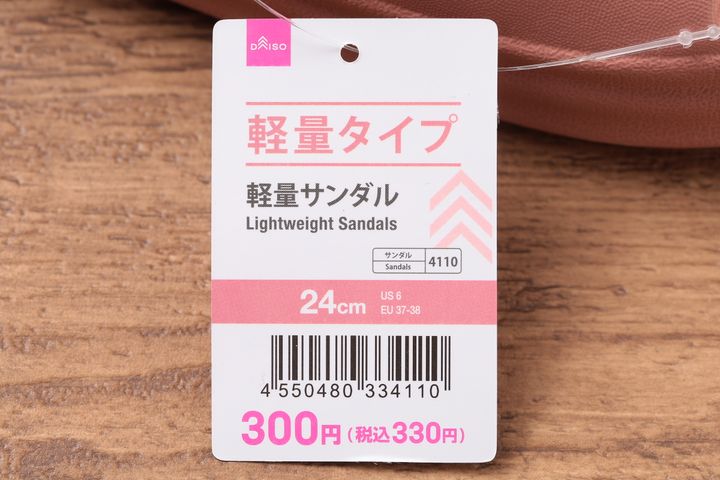 DAISO
軽量タイプ
軽量サンダル
Lightweight Sandals
サンダル
Sandals
4110
24cm
US 6
EU 37-38
4 550480 334110
300円(税込330円)